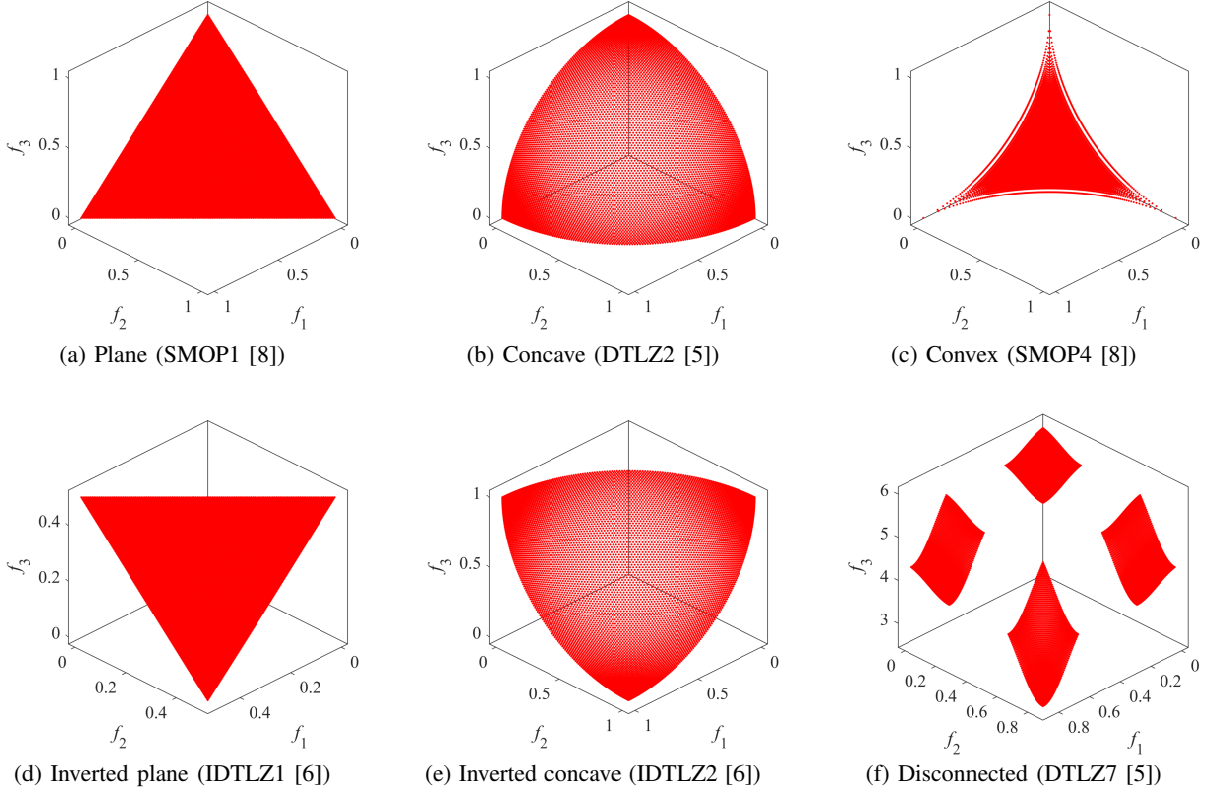 1
0.5
0
f3
0
0.5
1
1
0.5
0
f2
f1
(a) Plane (SMOP1 [8])
1
0.5
0
f3
0
0.5
1
1
0.5
0
f2
f1
(b) Concave (DTLZ2 [5])
1
0.5
0
f3
0
0.5
1
1
0.5
0
f2
f1
(c) Convex (SMOP4 [8])
0.4
0.2
0
f3
0
0.2
0.4
0.4
0.2
0
f2
f1
(d) Inverted plane (IDTLZ1 [6])
1
0.5
0
f3
0
0.5
1
1
0.5
0
f2
f1
(e) Inverted concave (IDTLZ2 [6])
6
5
4
3
f3
0
0.2
0.4
0.6
0.8
0.8
0.6
0.4
0.2
0
f2
f1
(f) Disconnected (DTLZ7 [5])